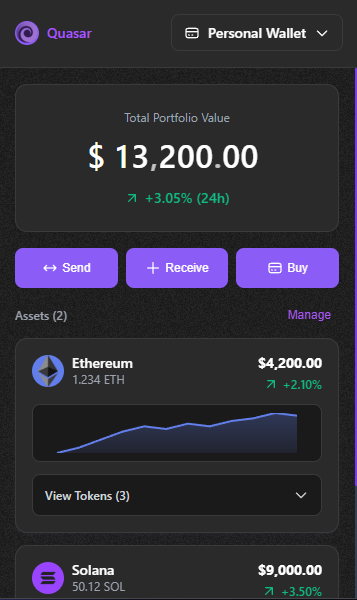 Quasar
Personal Wallet
Total Portfolio Value
$ 13,200.00
+3.05% (24h)
Send
Receive
Buy
Assets (2)
Manage
Ethereum
$4,200.00
1.234 ETH
+2.10%
View Tokens (3)
Solana
$9,000.00
50.12 SOL
+3.50%